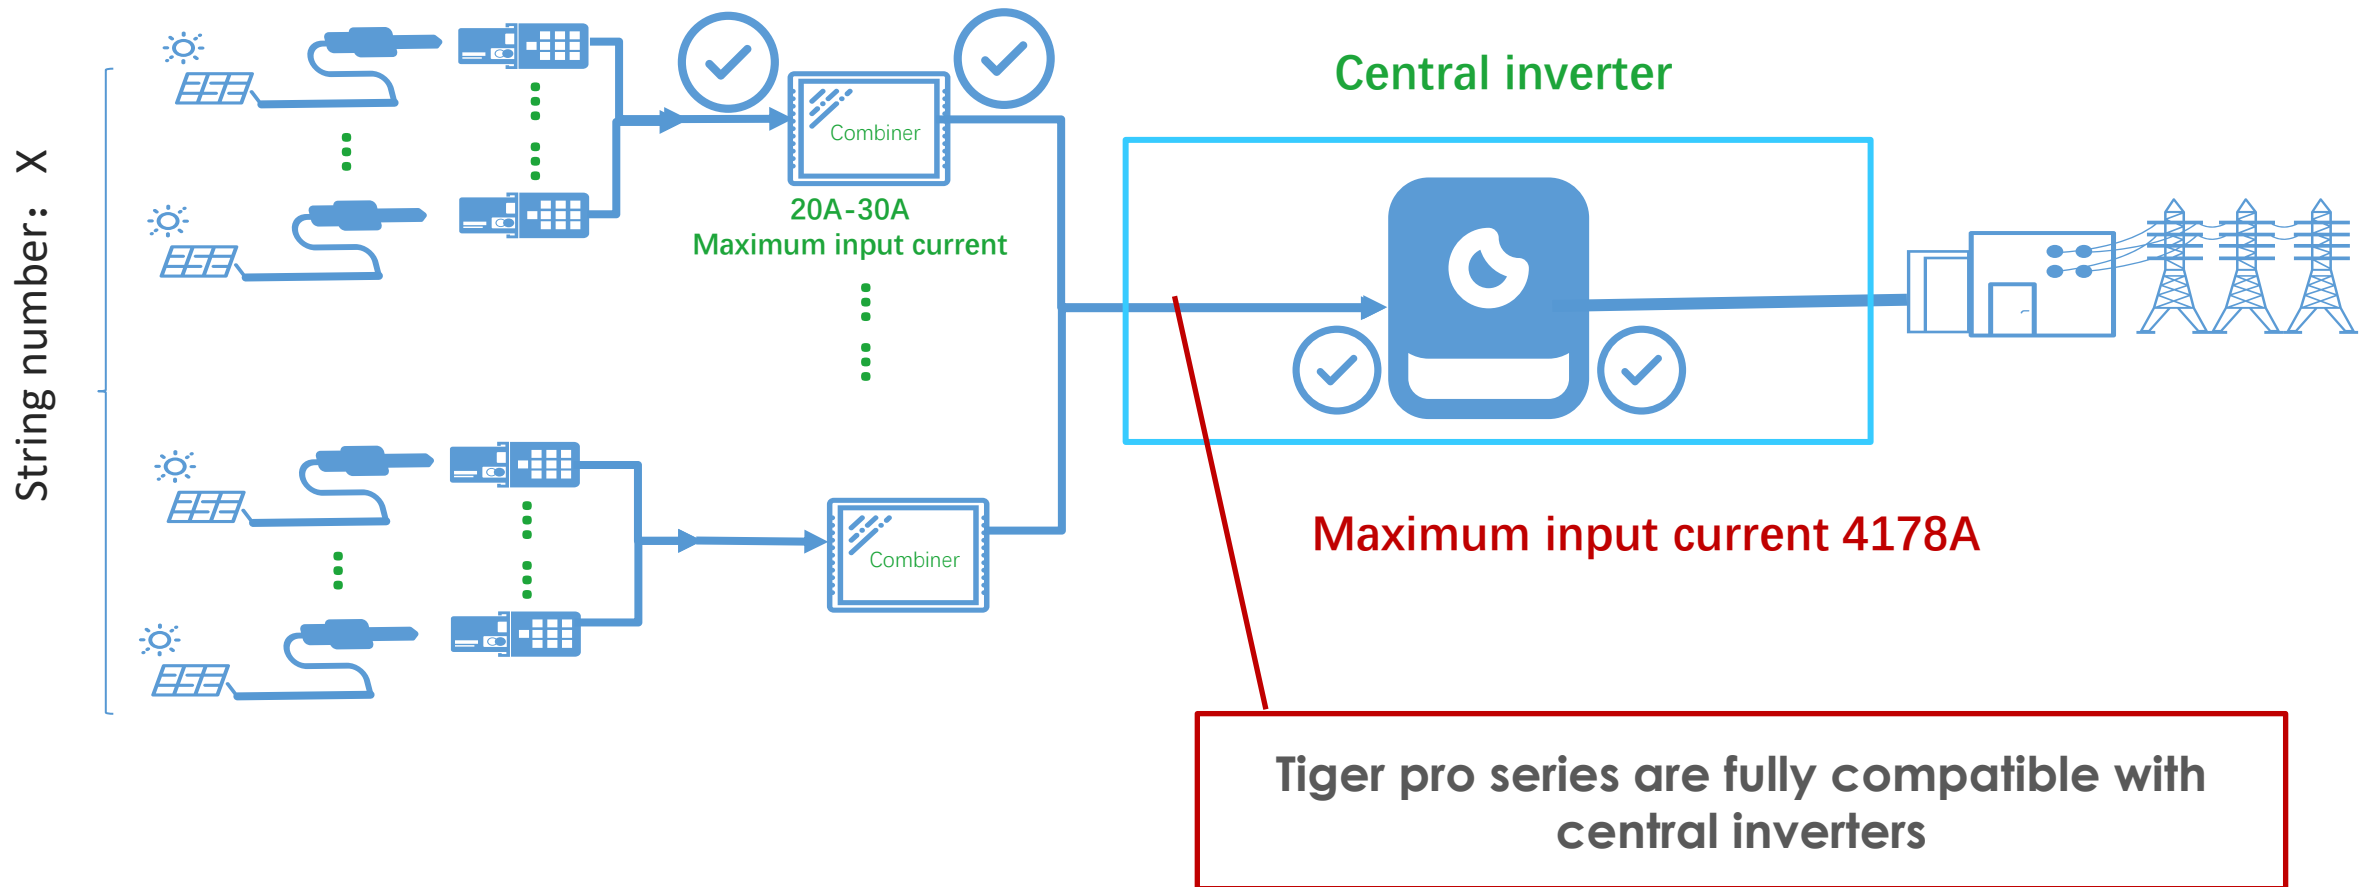 String number: X
Combiner
20A-30A
Maximum input current
Combiner
Central inverter
Maximum input current 4178A
Tiger pro series are fully compatible with
central inverters